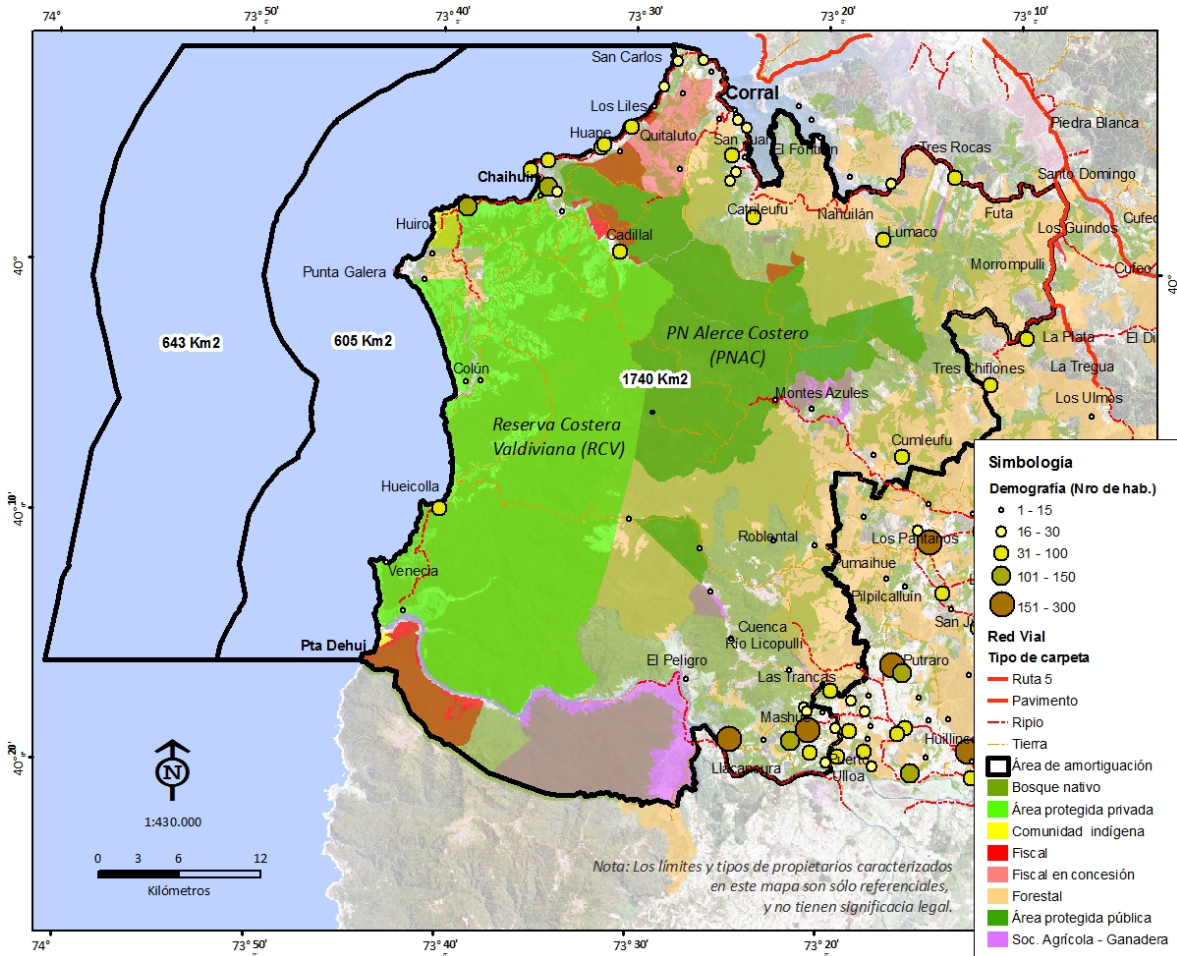 74°
73° 50'
73° 40'
73° 30'
73° 20'
73° 10'
San Carlos
Corral
Los Liles
Piedra Blanca
Huape
Quitaluto
San Juan
El Fontuan
Tres Rocas
Chaihuín
Santo Domingo
Catrileufu
Nahuilán
Futa
Cufeo
Huiro
Cadillal
Lumaco
Los Guindos
40°
Punta Galera
Morrompulli
Cufeo
40°
643 Km2
605 Km2
PN Alerce Costero
(PNAC)
La Plata
El Di
1740 Km2
Colún
Tres Chiflones
La Tregua
Montes Azules
Los Ulmos
Reserva Costera
Valdiviana (RCV)
Cumleufu
Hueicolla
40° 10'
Roblontal
Los Pantanos
Venecia
Pumaihue
Pilpilcalluín
San J
Cuenca
Río Licopulli
Pta Dehui
El Peligro
Las Trancas
Putraro
Mashue
Huillinco
40° 20'
Llancacura
Puerto
Ulloa
N
1:430.000
0 3 6 12
Kilómetros
Nota: Los límites y tipos de propietarios caracterizados
en este mapa son sólo referenciales,
y no tienen significacia legal.
Simbología
Demografía (Nro de hab.)
1 - 15
16 - 30
31 - 100
101 - 150
151 - 300
Red Vial
Tipo de carpeta
Ruta 5
Pavimento
Ripio
Tierra
Área de amortiguación
Bosque nativo
Área protegida privada
Comunidad indígena
Fiscal
Fiscal en concesión
Forestal
Área protegida pública
Soc. Agrícola - Ganadera
74°
73° 50'
73° 40'
73° 30'
73° 20'